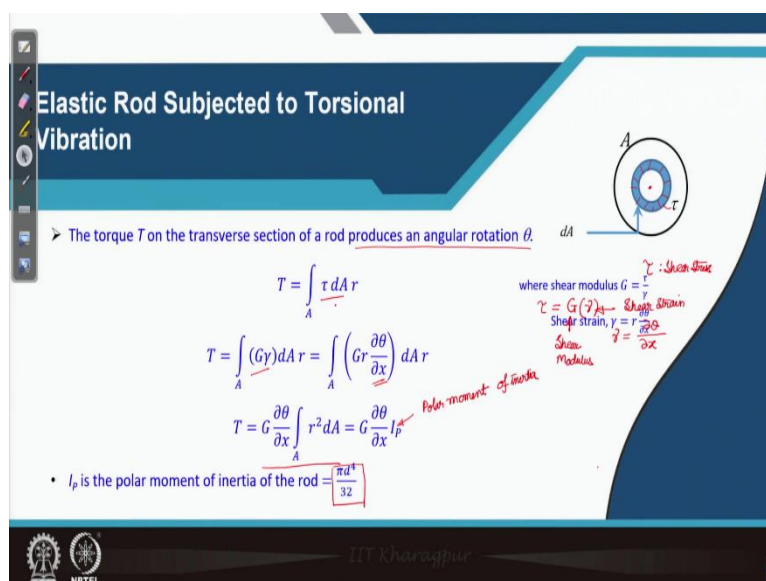 Elastic Rod Subjected to Torsional
Vibration
A
τ
dA
➢ The torque T on the transverse section of a rod produces an angular rotation θ.
T = ∫_A τ dA r
τ : Shear Stress
where shear modulus G = τ/γ
τ = G(γ) ← Shear Strain
Shear strain, γ = r ∂θ/∂x
Shear Modulus
γ = ∂θ/∂x
T = ∫_A (Gγ)dA r = ∫_A (Gr ∂θ/∂x) dA r
Polar moment of inertia
T = G ∂θ/∂x ∫_A r² dA = G ∂θ/∂x I_P
• I_P is the polar moment of inertia of the rod = πd⁴/32
IIT Kharagpur
NPTEL